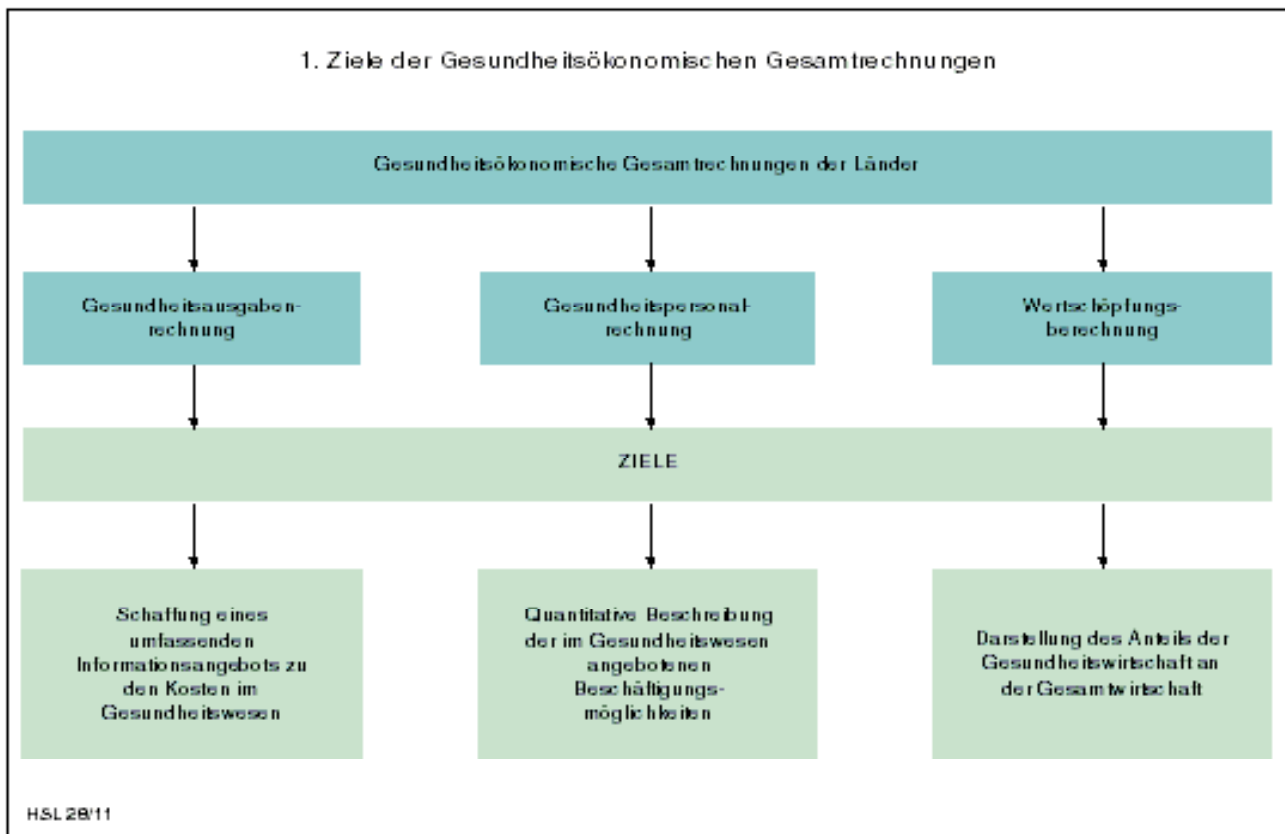 1. Ziele der Gesundheitsökonomischen Gesamtrechnungen
Gesundheitsökonomische Gesamtrechnungen der Länder
Gesundheitsausgaben-
rechnung
Gesundheitspersonal-
rechnung
Wertschöpfungs-
berechnung
ZIELE
Schaffung eines
umfassenden
Informationsangebots zu
den Kosten im
Gesundheitswesen
Quantitative Beschreibung
der im Gesundheitswesen
angebotenen
Beschäftigungs-
möglichkeiten
Darstellung des Anteils der
Gesundheitswirtschaft an
der Gesamtwirtschaft
HSL 28/11